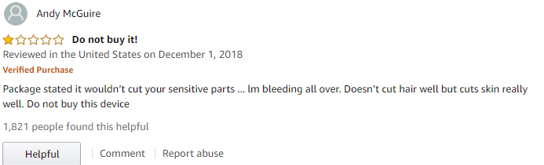 Andy McGuire
Do not buy it!
Reviewed in the United States on December 1, 2018
Verified Purchase
Package stated it wouldn't cut your sensitive parts ... Im bleeding all over. Doesn't cut hair well but cuts skin really
well. Do not buy this device
1,821 people found this helpful
Helpful
Comment
Report abuse